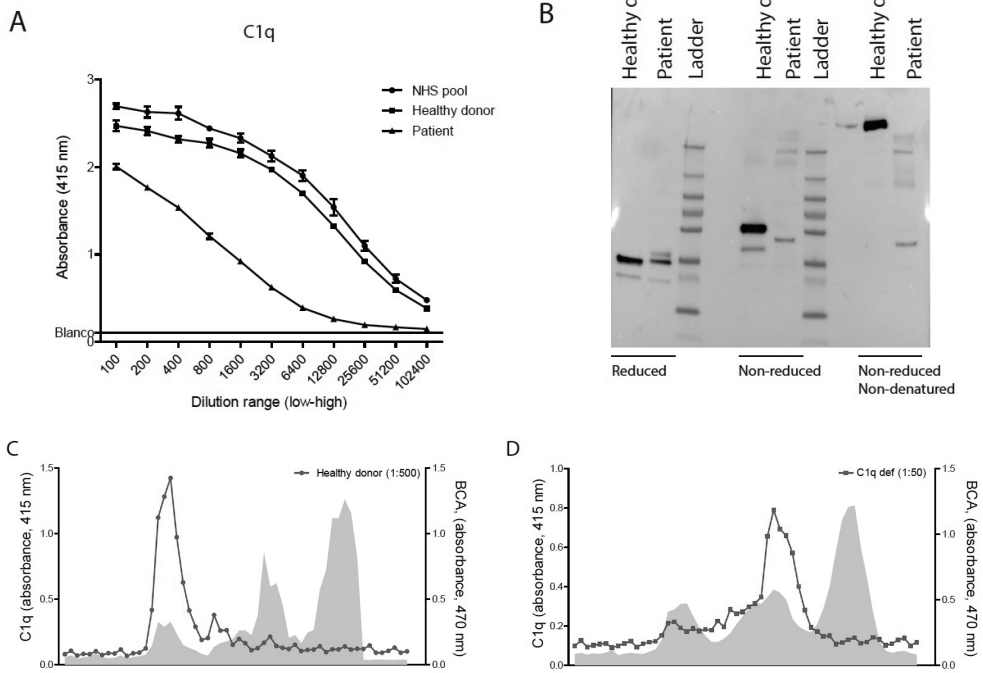 A
C1q
Absorbance (415 nm)
3
2
1
Blanco
0
100
200
400
800
1600
3200
6400
12800
25600
51200
102400
Dilution range (low-high)
NHS pool
Healthy donor
Patient
B
Healthy
Patient
Ladder
Healthy
Patient
Ladder
Healthy
Patient
Reduced
Non-reduced
Non-reduced
Non-denatured
C
C1q (absorbance, 415 nm)
1.5
1.0
0.5
0.0
Healthy donor (1:500)
1.5
1.0
0.5
0.0
BCA, (absorbance, 470 nm)
D
C1q (absorbance, 415 nm)
1.0
0.8
0.6
0.4
0.2
0.0
C1q def (1:50)
1.5
1.0
0.5
0.0
BCA, (absorbance, 470 nm)